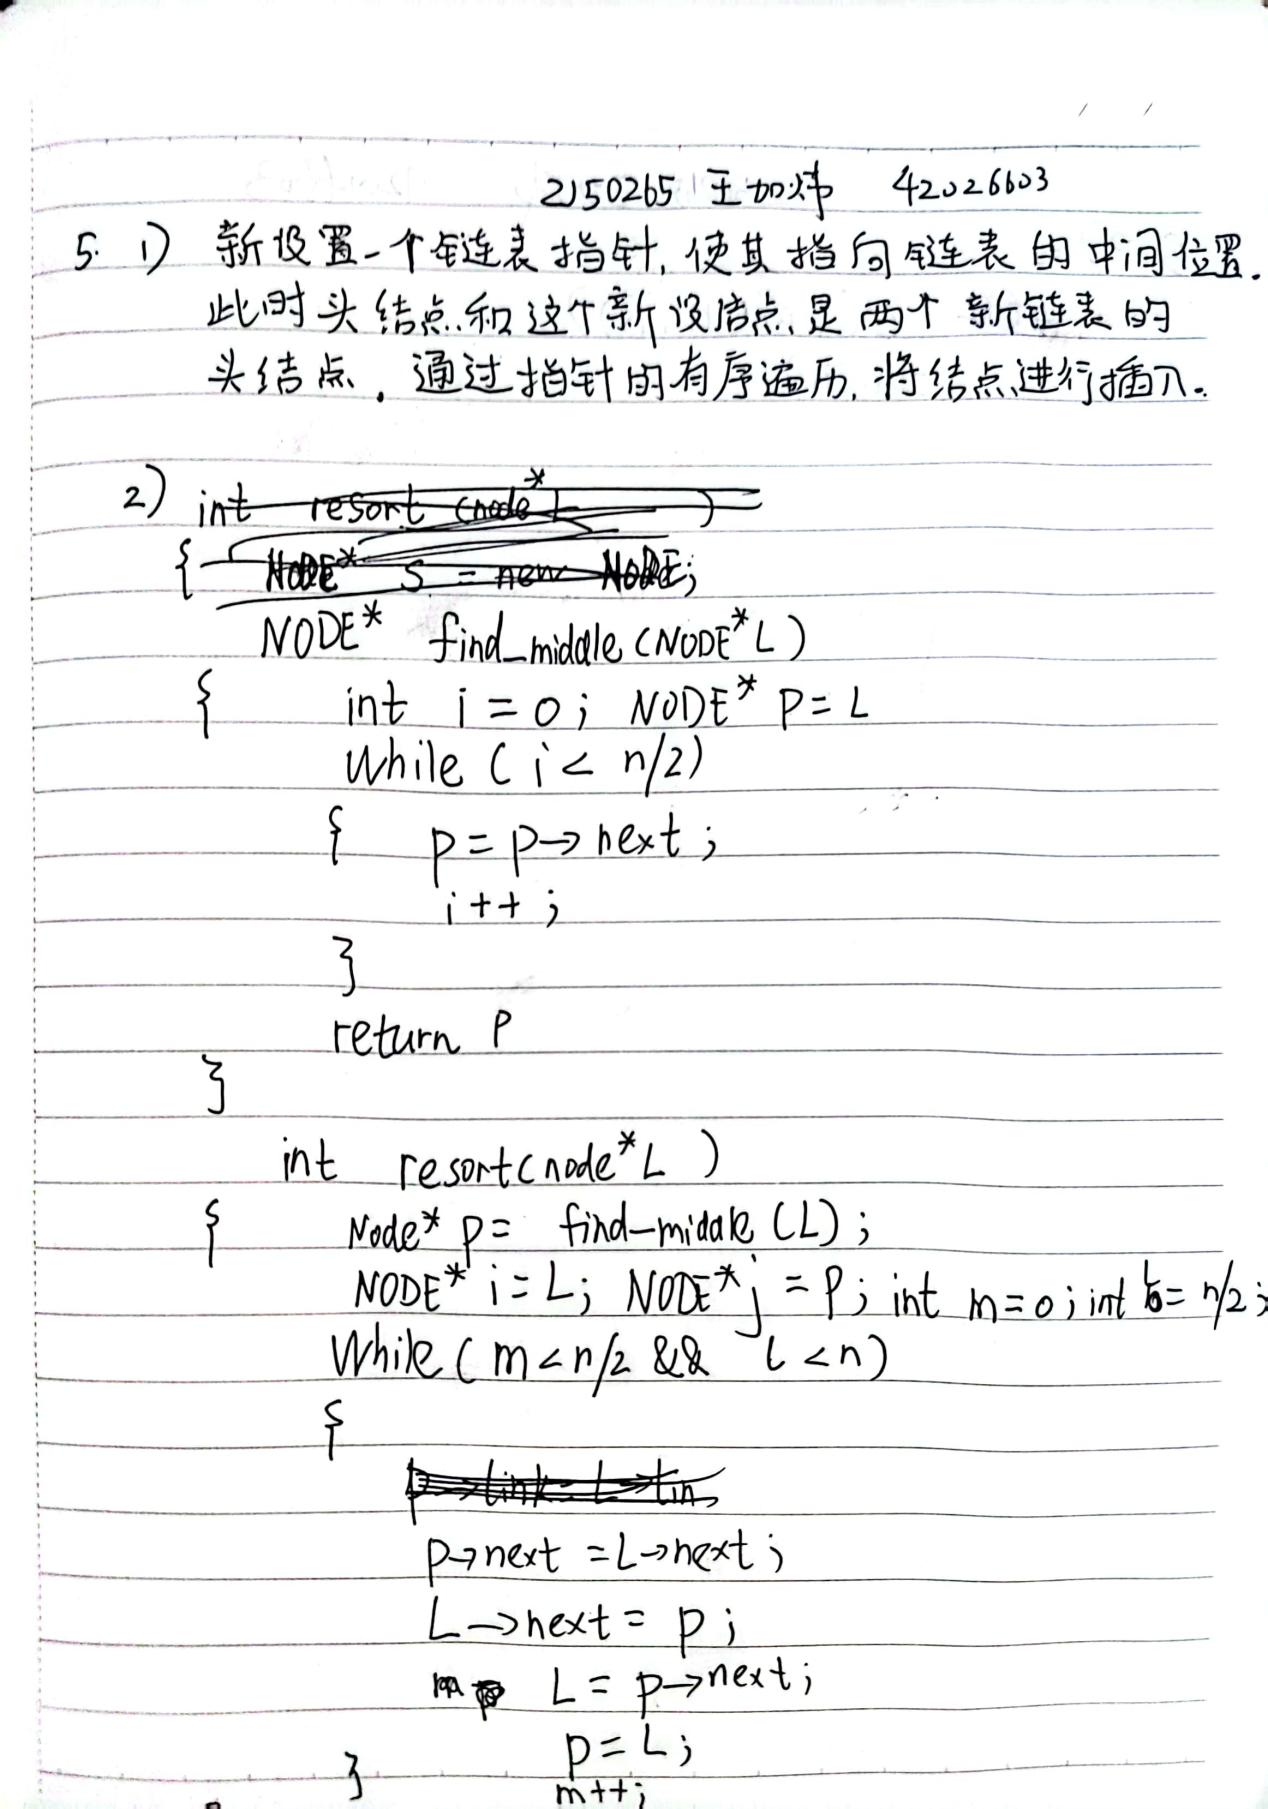 2150265 王加炜 42026603
5. 1) 新设置一个链表指针,使其指向链表的中间位置.
此时头结点和这个新设结点是两个新链表的
头结点. 通过指针的有序遍历,将结点进行插入.
2) int resort (node* L )
{ NODE* s = new NODE;
NODE* find_middle (NODE* L)
{ int i = 0; NODE* p = L
While ( i < n/2)
{ p = p→next;
i++;
}
return p
}
int resort(node* L )
{ Node* p = find_middle (L);
NODE* i = L; NODE* j = P; int m=0; int = n/2;
While ( m < n/2 && l < n)
{
p→link = L→lin
p→next = L→next;
L→next = p;
L = p→next;
p = L;
} m++;